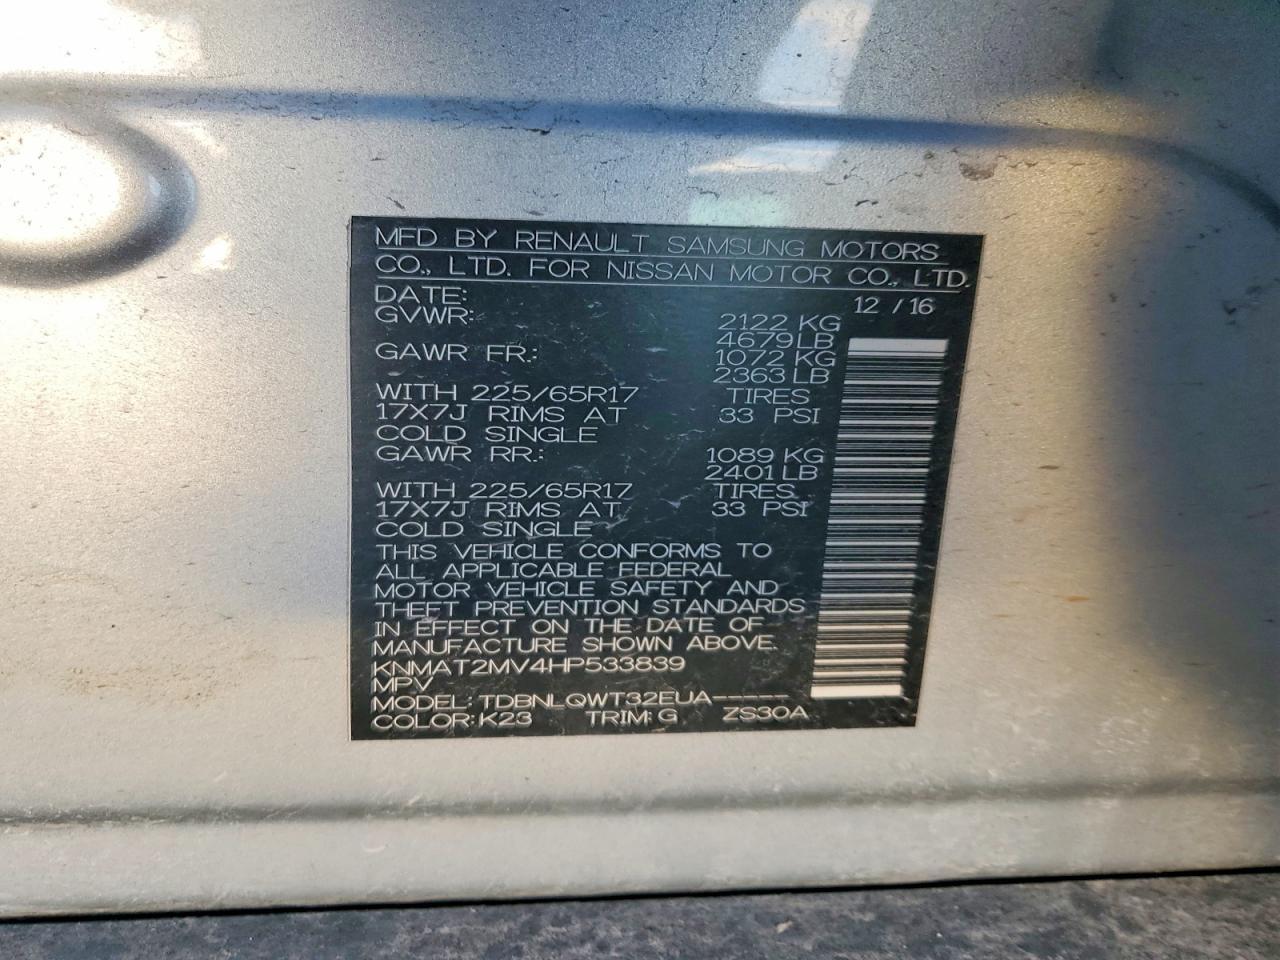 MFD BY RENAULT SAMSUNG MOTORS
CO., LTD. FOR NISSAN MOTOR CO., LTD.
DATE: 12 / 16
GVWR: 2122 KG
4679 LB
GAWR FR.: 1072 KG
2363 LB
WITH 225/65R17 TIRES
17X7J RIMS AT 33 PSI
COLD SINGLE
GAWR RR.: 1089 KG
2401 LB
WITH 225/65R17 TIRES
17X7J RIMS AT 33 PSI
COLD SINGLE
THIS VEHICLE CONFORMS TO
ALL APPLICABLE FEDERAL
MOTOR VEHICLE SAFETY AND
THEFT PREVENTION STANDARDS
IN EFFECT ON THE DATE OF
MANUFACTURE SHOWN ABOVE.
KNMAT2MV4HP533839
MPV
MODEL: TDBNLQWT32EUA------
COLOR: K23 TRIM: G ZS30A